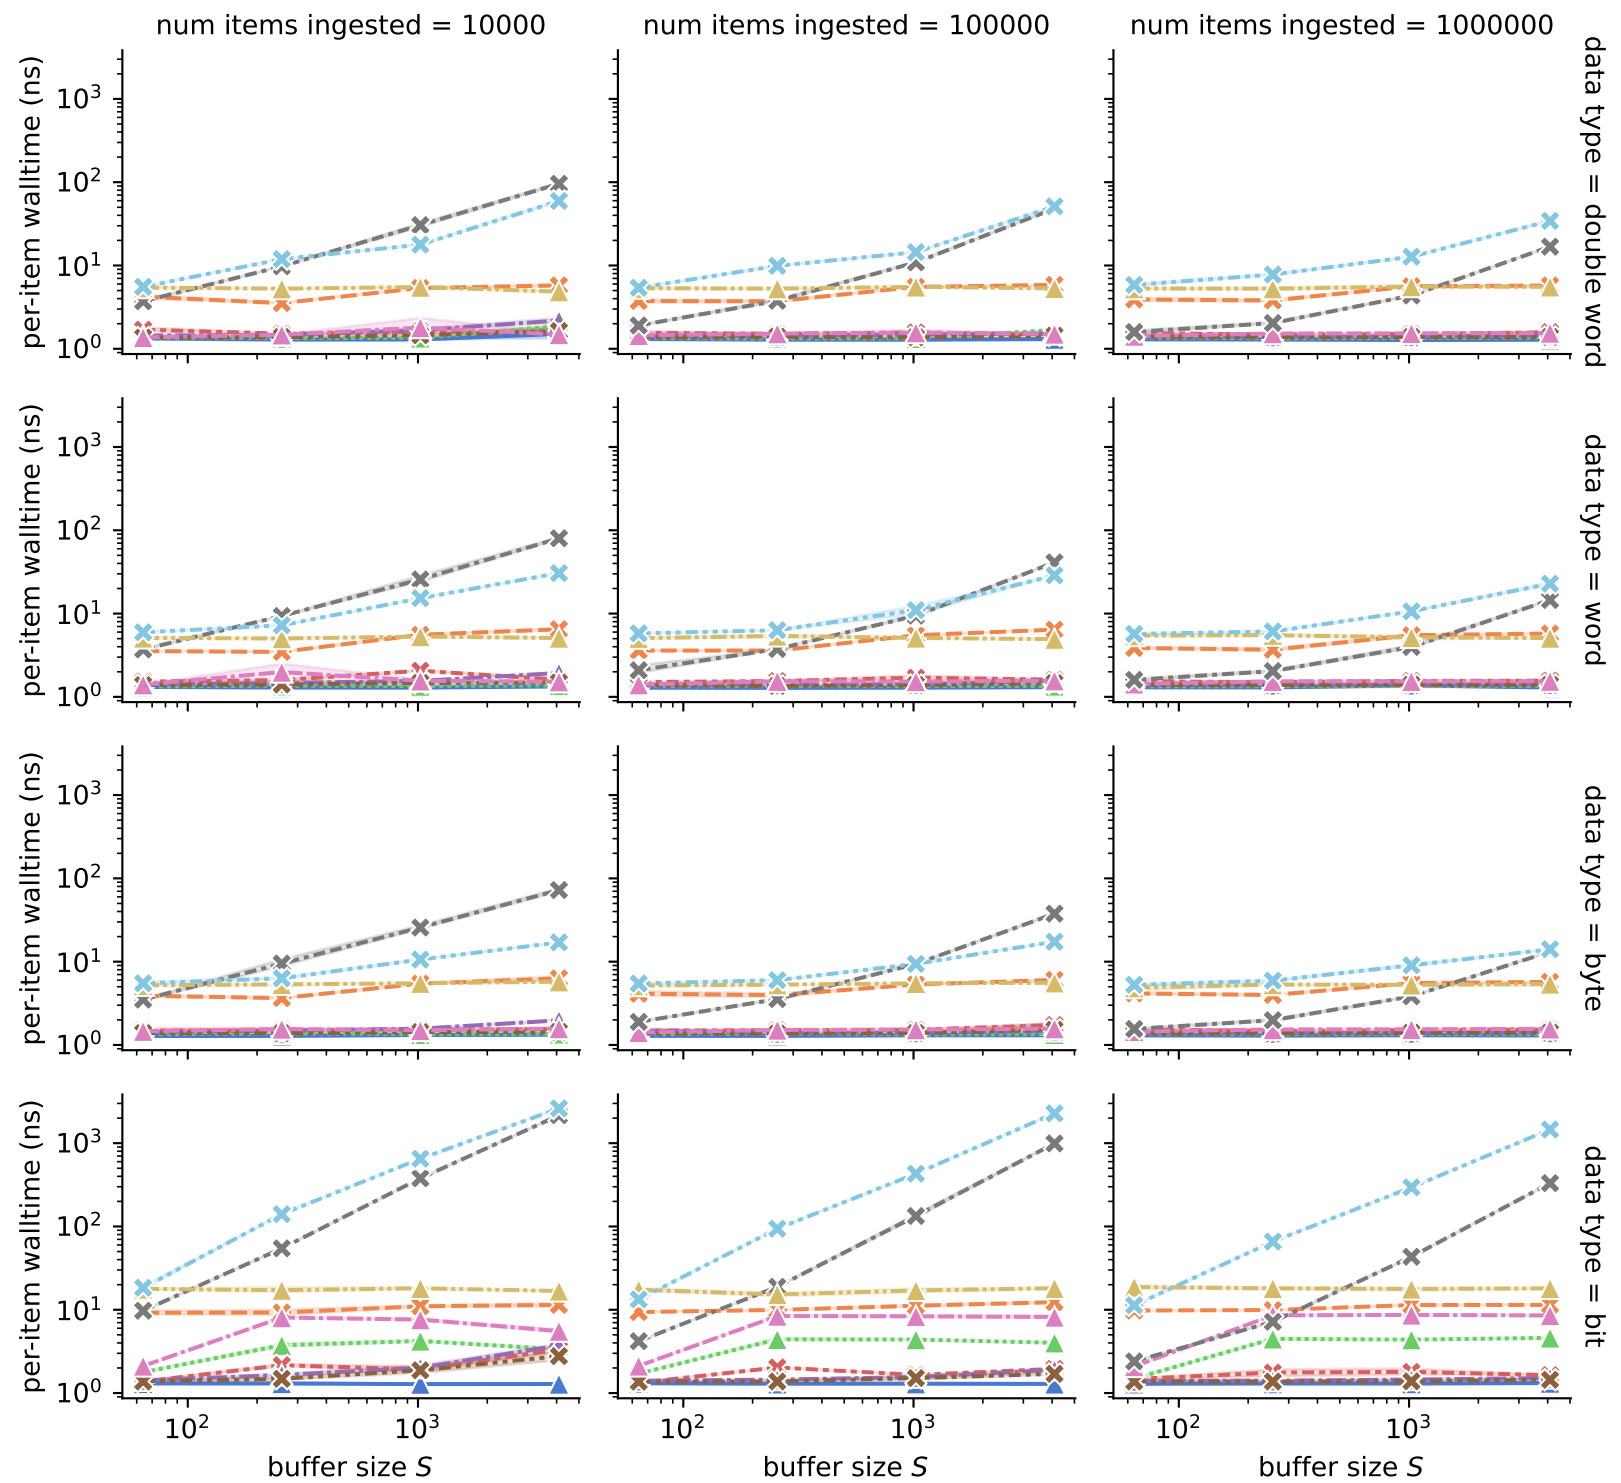 num items ingested = 10000
num items ingested = 100000
num items ingested = 1000000
per-item walltime (ns)
10³
10²
10¹
10⁰
data type = double word
per-item walltime (ns)
10³
10²
10¹
10⁰
data type = word
per-item walltime (ns)
10³
10²
10¹
10⁰
data type = byte
per-item walltime (ns)
10³
10²
10¹
10⁰
data type = bit
10² 10³
10² 10³
10² 10³
buffer size S
buffer size S
buffer size S